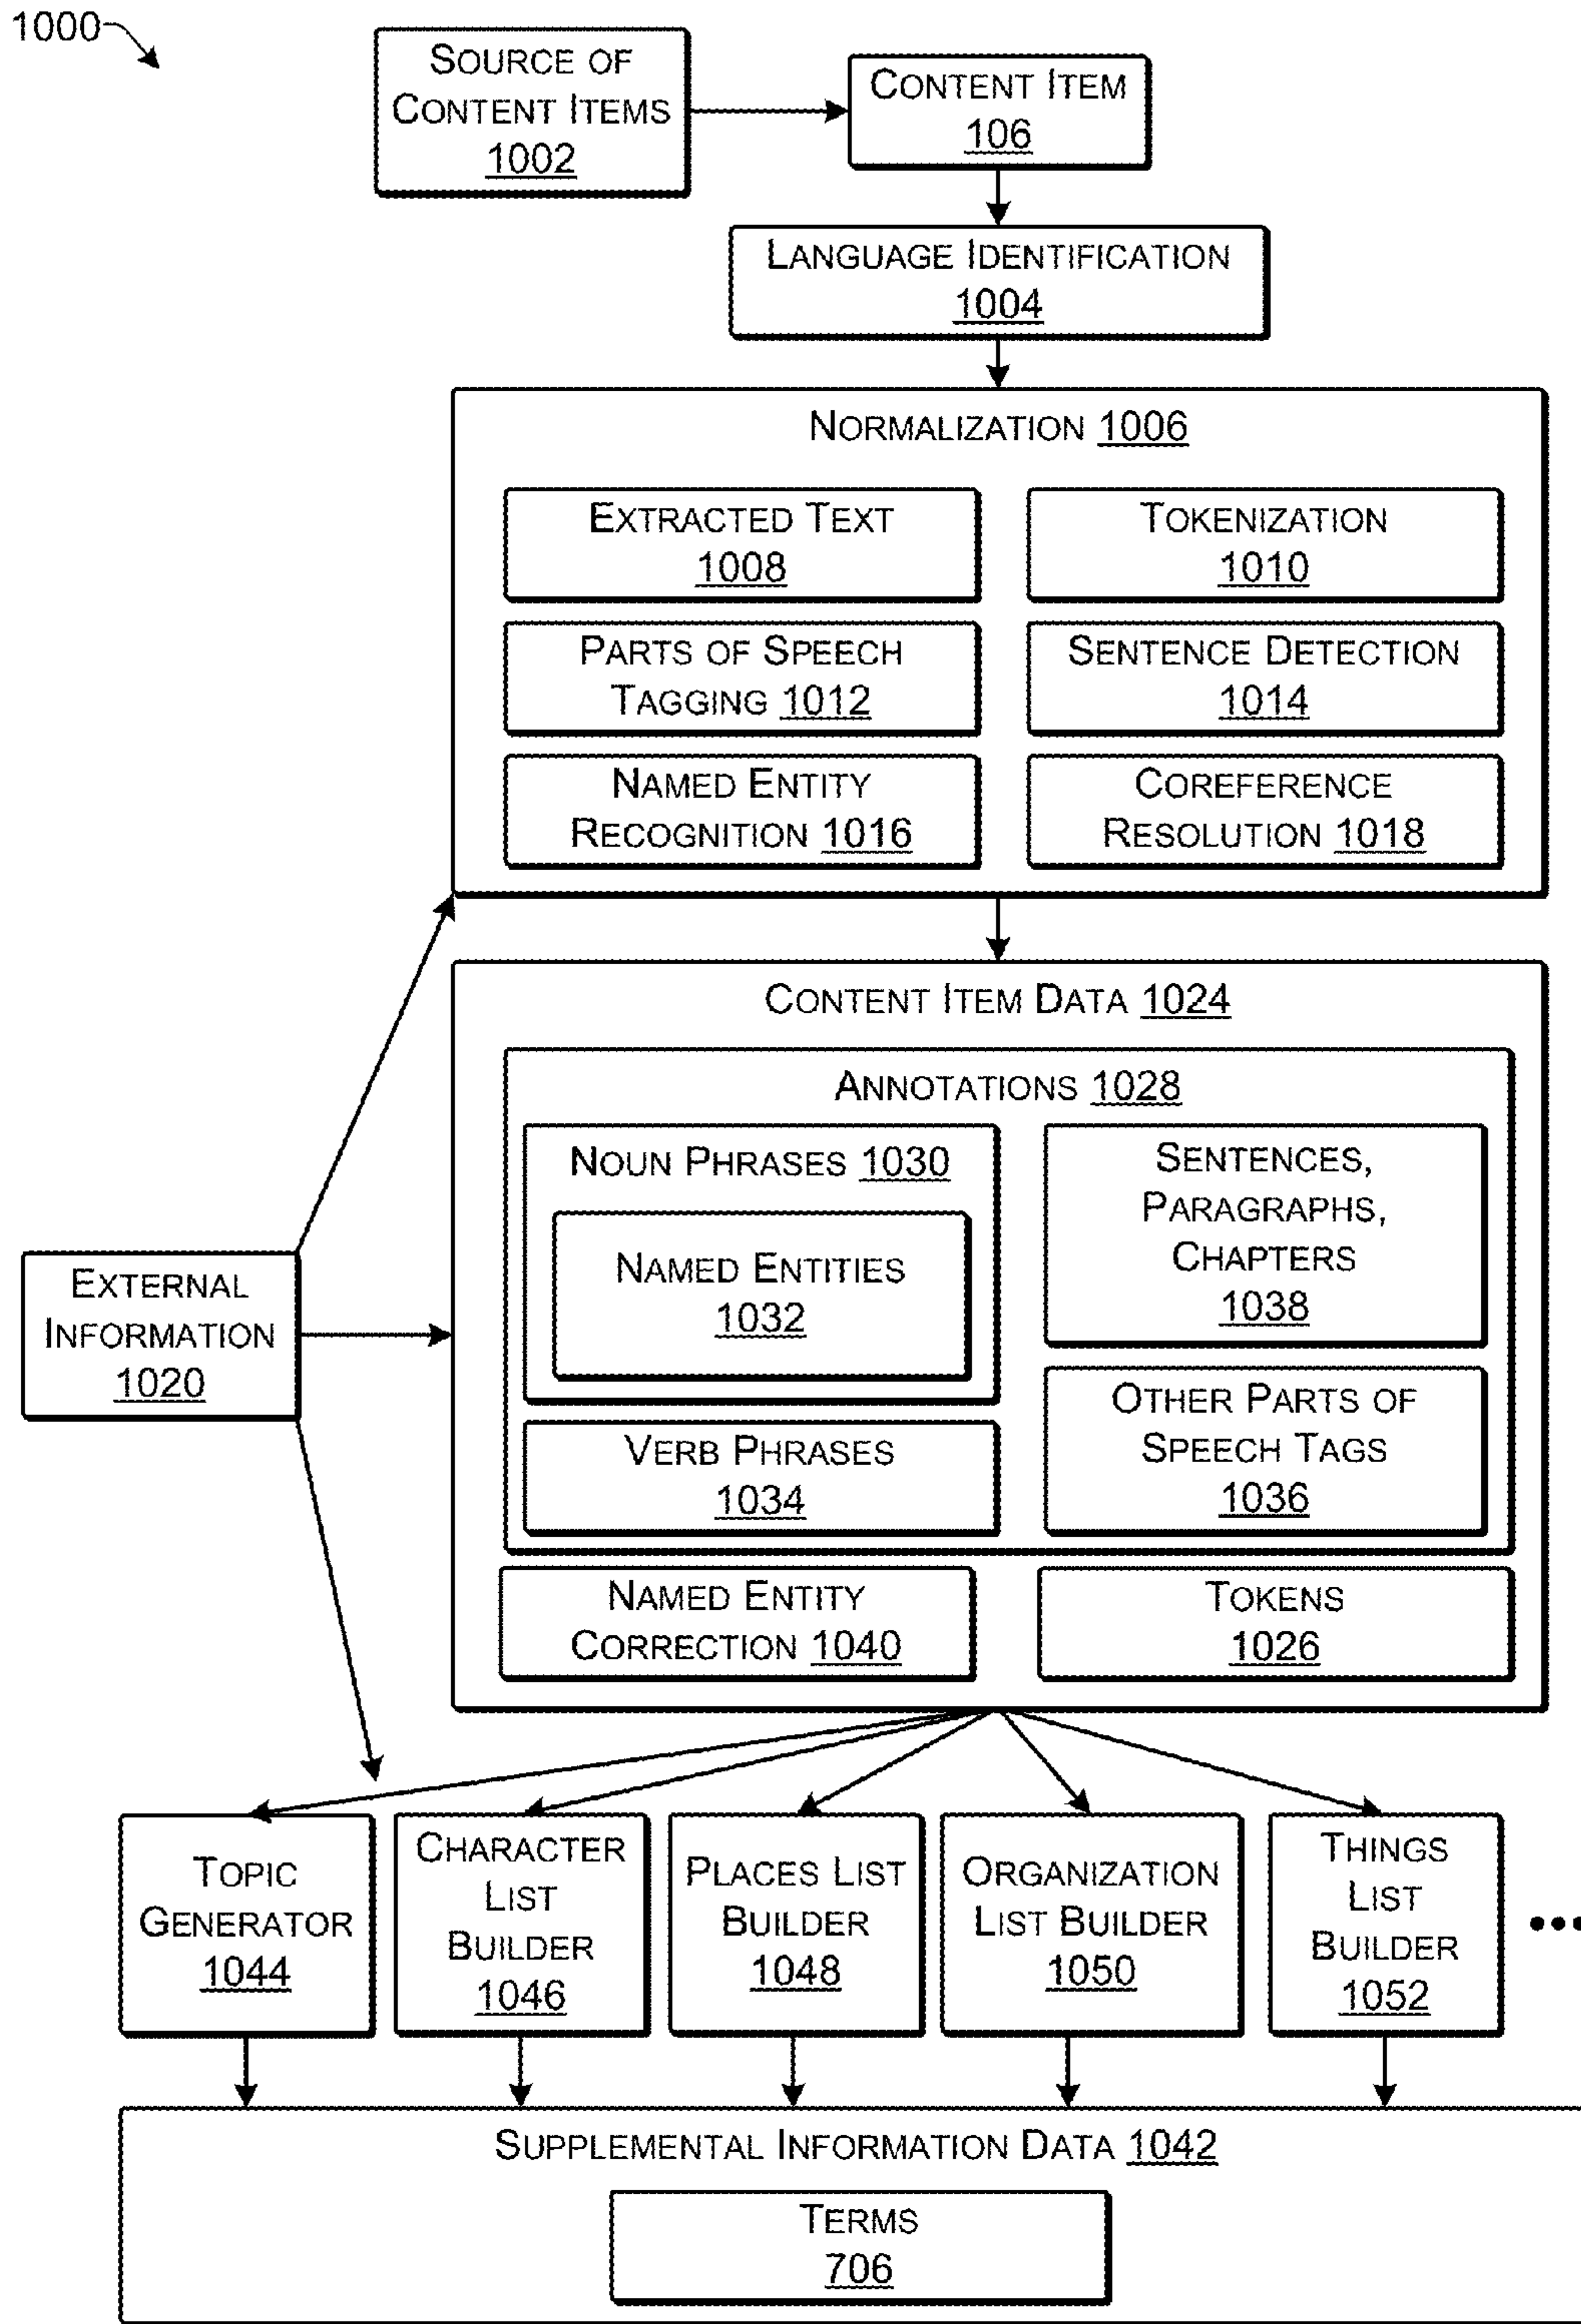 1000
SOURCE OF
CONTENT ITEMS
1002
CONTENT ITEM
106
LANGUAGE IDENTIFICATION
1004
NORMALIZATION 1006
EXTRACTED TEXT
1008
TOKENIZATION
1010
PARTS OF SPEECH
TAGGING 1012
SENTENCE DETECTION
1014
NAMED ENTITY
RECOGNITION 1016
COREFERENCE
RESOLUTION 1018
CONTENT ITEM DATA 1024
ANNOTATIONS 1028
NOUN PHRASES 1030
NAMED ENTITIES
1032
SENTENCES,
PARAGRAPHS,
CHAPTERS
1038
EXTERNAL
INFORMATION
1020
VERB PHRASES
1034
OTHER PARTS OF
SPEECH TAGS
1036
NAMED ENTITY
CORRECTION 1040
TOKENS
1026
TOPIC
GENERATOR
1044
CHARACTER
LIST
BUILDER
1046
PLACES LIST
BUILDER
1048
ORGANIZATION
LIST BUILDER
1050
THINGS
LIST
BUILDER
1052
•••
SUPPLEMENTAL INFORMATION DATA 1042
TERMS
706